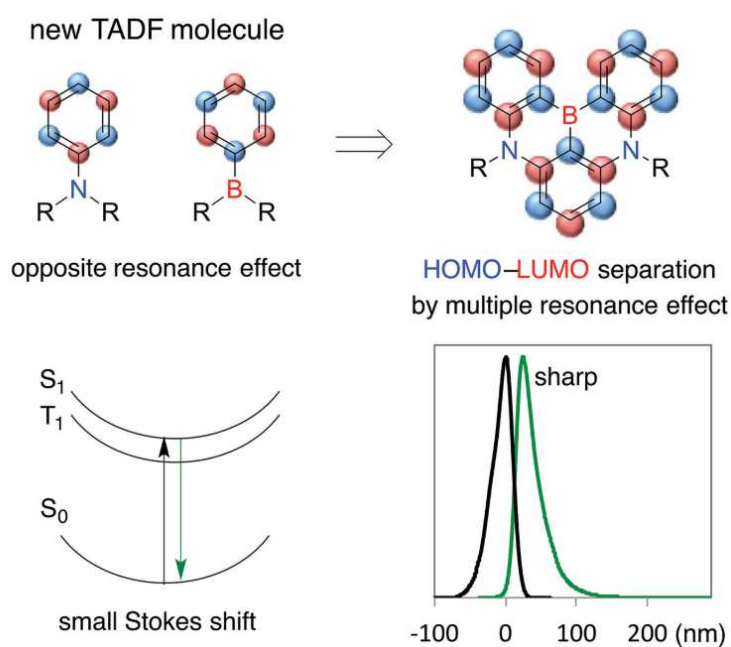 new TADF molecule
N
R
R
B
R
R
opposite resonance effect
B
R
N
N
R
HOMO–LUMO separation
by multiple resonance effect
S1
T1
S0
small Stokes shift
sharp
-100 0 100 200 (nm)